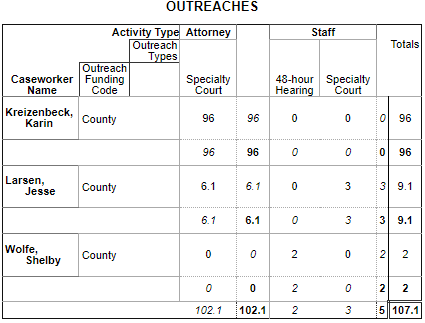 OUTREACHES
Activity Type Attorney Staff
Outreach Types
Caseworker Name Outreach Funding Code Specialty Court 48-hour Hearing Specialty Court Totals
Kreizenbeck, Karin County 96 96 0 0 0 96
96 96 0 0 0 96
Larsen, Jesse County 6.1 6.1 0 3 3 9.1
6.1 6.1 0 3 3 9.1
Wolfe, Shelby County 0 0 2 0 2 2
0 0 2 0 2 2
102.1 102.1 2 3 5 107.1